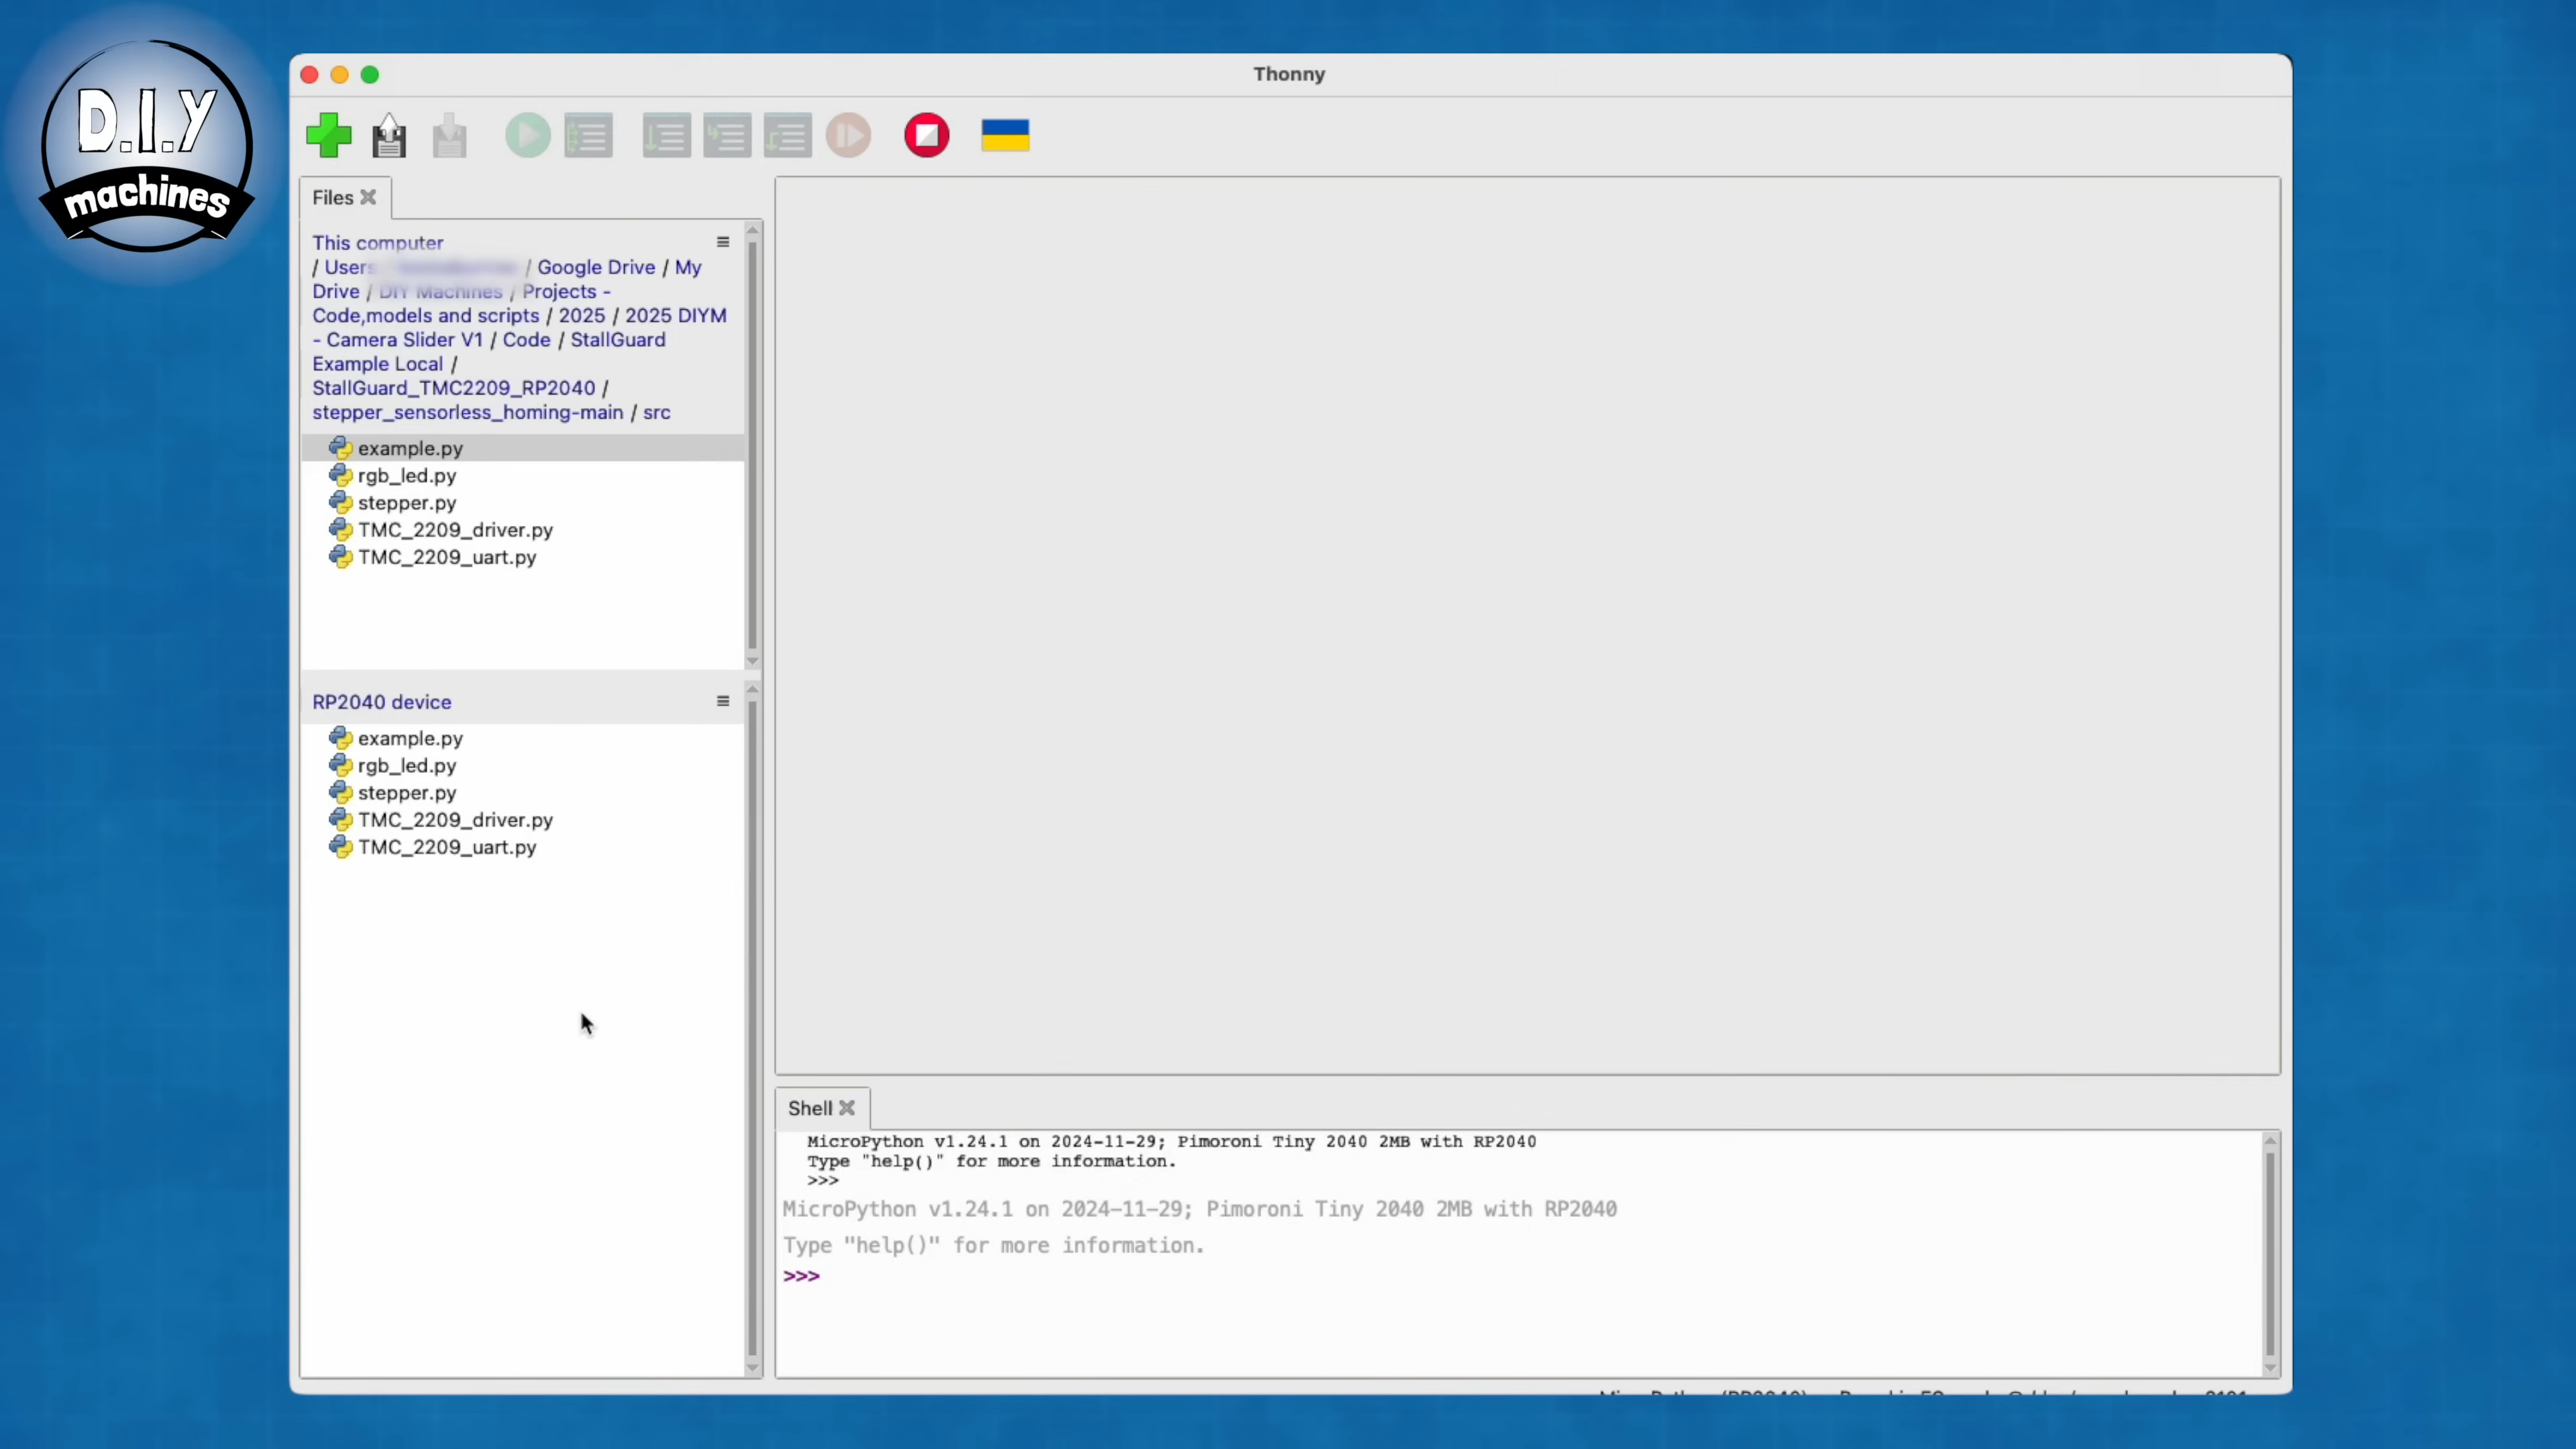 D.I.Y
machines
Thonny
Files
This computer
/ Users / Google Drive / My
Drive / DIY Machines / Projects -
Code,models and scripts / 2025 / 2025 DIYM
- Camera Slider V1 / Code / StallGuard
Example Local /
StallGuard_TMC2209_RP2040 /
stepper_sensorless_homing-main / src
example.py
rgb_led.py
stepper.py
TMC_2209_driver.py
TMC_2209_uart.py
RP2040 device
example.py
rgb_led.py
stepper.py
TMC_2209_driver.py
TMC_2209_uart.py
Shell
MicroPython v1.24.1 on 2024-11-29; Pimoroni Tiny 2040 2MB with RP2040
Type "help()" for more information.
>>>
MicroPython v1.24.1 on 2024-11-29; Pimoroni Tiny 2040 2MB with RP2040
Type "help()" for more information.
>>>